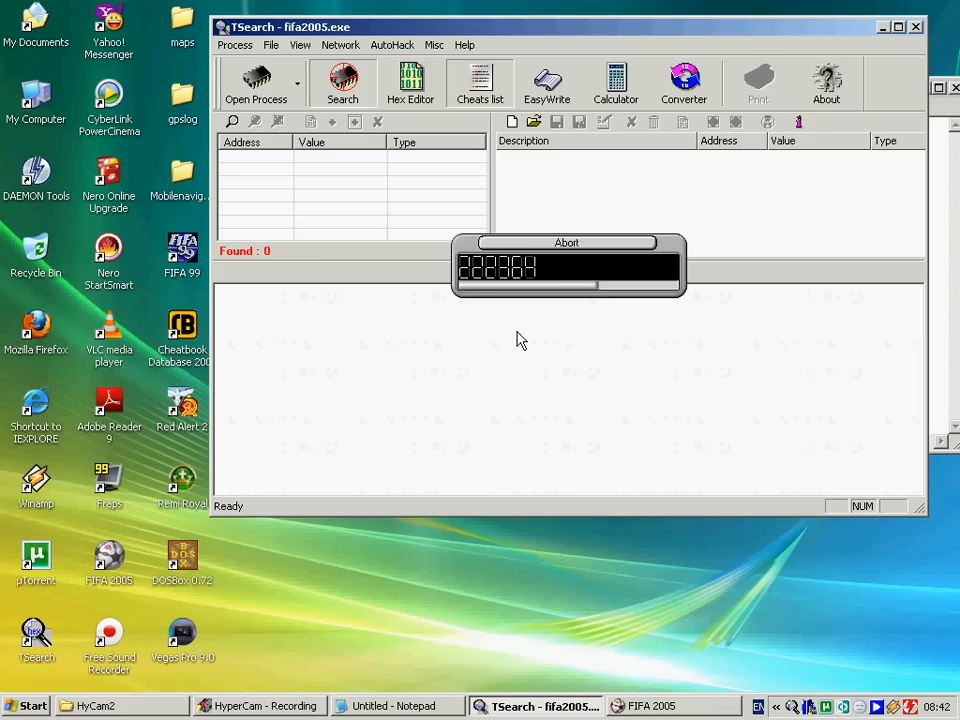 My Documents
Yahoo! Messenger
maps
My Computer
CyberLink PowerCinema
gpslog
DAEMON Tools
Nero Online Upgrade
Mobilenavig...
Recycle Bin
Nero StartSmart
FIFA 99
Mozilla Firefox
VLC media player
Cheatbook Database 200
Shortcut to IEXPLORE
Adobe Reader 9
Red Alert 2
Winamp
99
Fraps
Remi Royal
µTorrent
FIFA 2005
DOSBox 0.72
TSearch
Free Sound Recorder
Vegas Pro 9.0
TSearch - fifa2005.exe
Process File View Network AutoHack Misc Help
Open Process Search Hex Editor Cheats list EasyWrite Calculator Converter Print About
Address Value Type
Description Address Value Type
Found : 0
Abort
Ready NUM
Start HyCam2 HyperCam - Recording Untitled - Notepad TSearch - fifa2005.... FIFA 2005 EN « 08:42